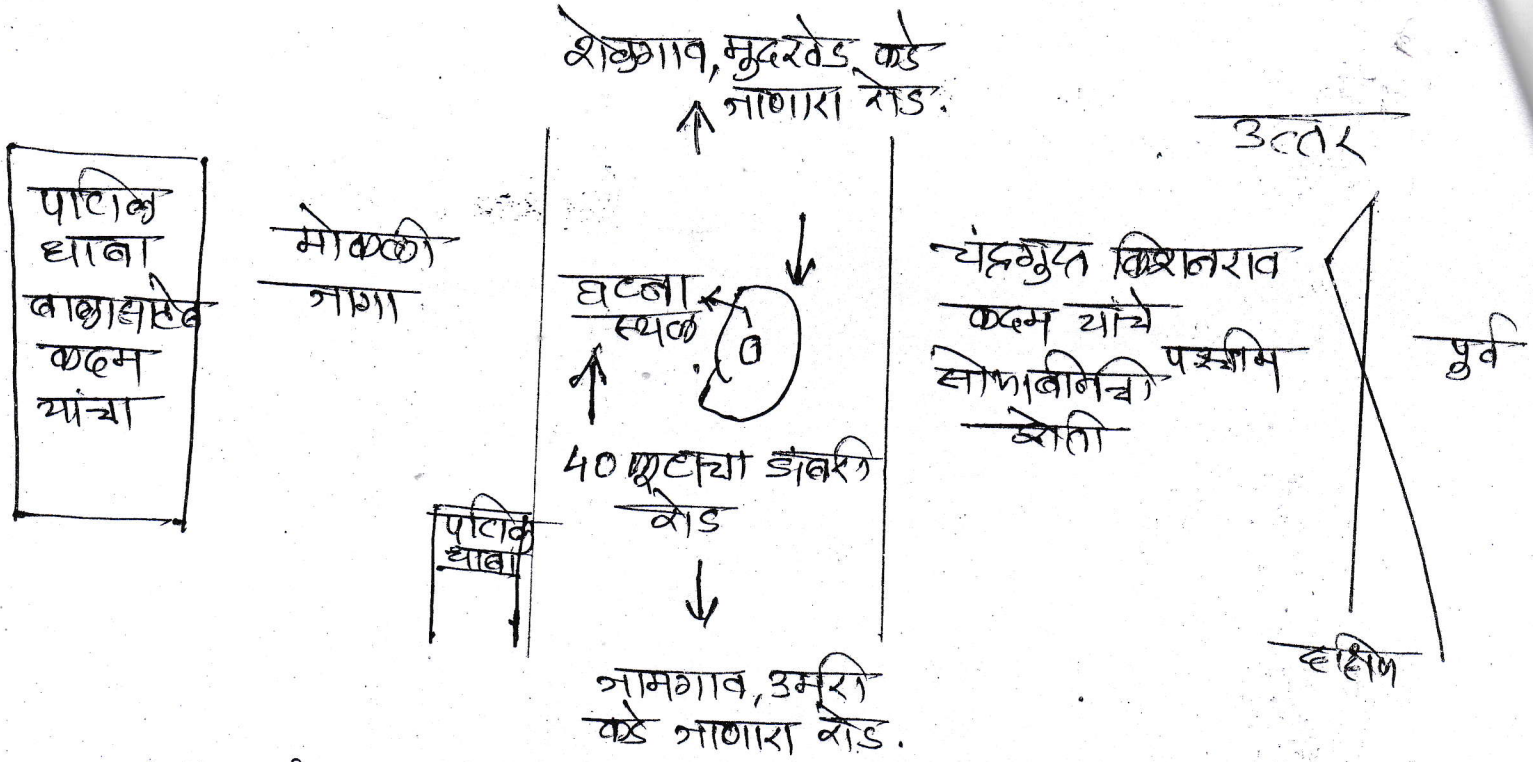 शेळगाव, मुदखेड कडे
जाणारा रोड.
उत्तर
पाटील
धाबा
बाळासाहेब
कदम
यांचा
मोकळी
जागा
घटना
स्थळ
चंद्रगुप्त किशनराव
कदम यांचे
सोयाबीनची
शेती
पश्चीम
पूर्व
40 फूटाचा डांबरी
रोड
पाटील
धाबा
दक्षिण
जामगाव, उमरी
कडे जाणारा रोड.